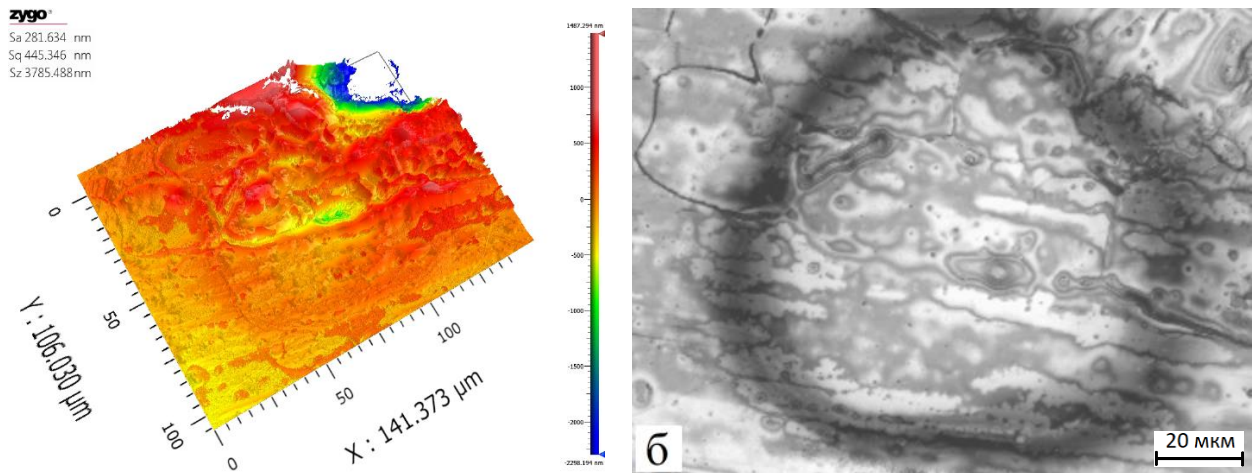 zygo
Sa 281.634 nm
Sq 445.346 nm
Sz 3785.488 nm
1487.294 nm
1000
500
0
-500
-1000
-1500
-2000
-2298.194 nm
0
50
100
Y : 106.030 µm
0
50
100
X : 141.373 µm
б
20 мкм